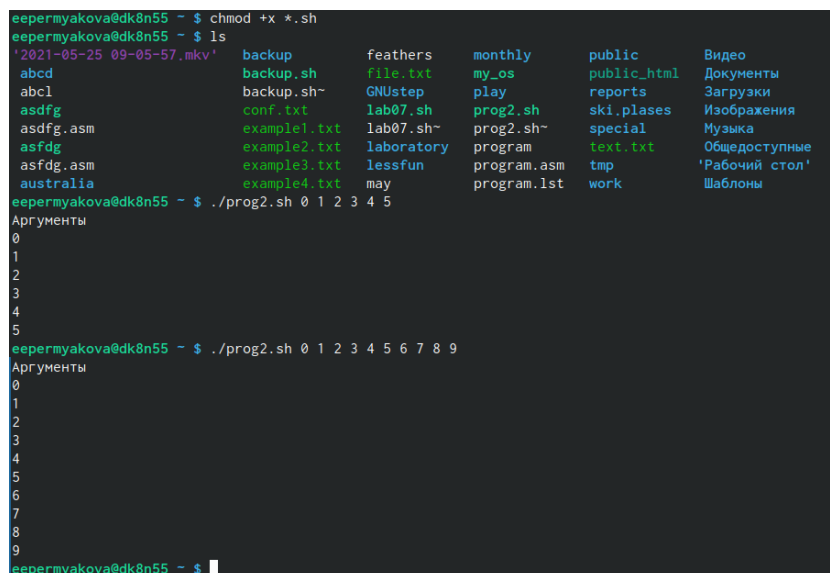 eepermyakova@dk8n55 ~ $ chmod +x *.sh
eepermyakova@dk8n55 ~ $ ls
'2021-05-25 09-05-57.mkv' backup feathers monthly public Видео
abcd backup.sh file.txt my_os public_html Документы
abcl backup.sh~ GNUstep play reports Загрузки
asdfg conf.txt lab07.sh prog2.sh ski.plases Изображения
asdfg.asm example1.txt lab07.sh~ prog2.sh~ special Музыка
asfdg example2.txt laboratory program text.txt Общедоступные
asfdg.asm example3.txt lessfun program.asm tmp 'Рабочий стол'
australia example4.txt may program.lst work Шаблоны
eepermyakova@dk8n55 ~ $ ./prog2.sh 0 1 2 3 4 5
Аргументы
0
1
2
3
4
5
eepermyakova@dk8n55 ~ $ ./prog2.sh 0 1 2 3 4 5 6 7 8 9
Аргументы
0
1
2
3
4
5
6
7
8
9
eepermyakova@dk8n55 ~ $